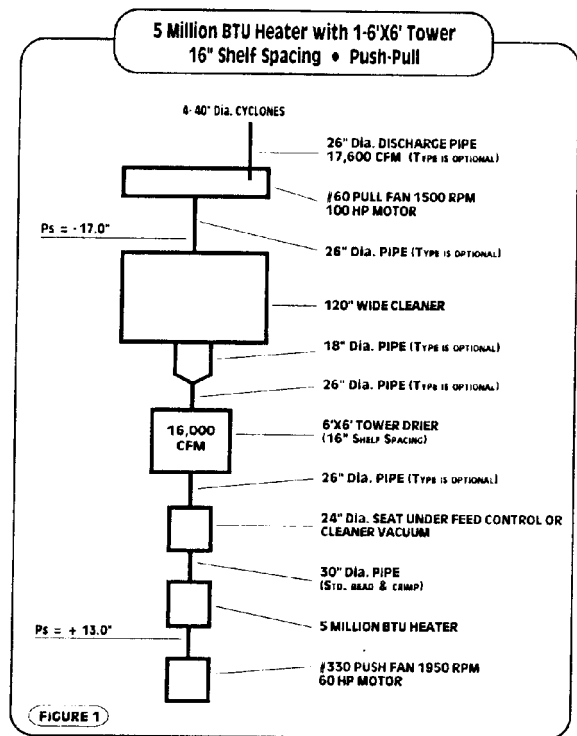 5 Million BTU Heater with 1-6'X6' Tower
16" Shelf Spacing • Push-Pull
4-40" Dia. CYCLONES
26" Dia. DISCHARGE PIPE
17,600 CFM (TYPE IS OPTIONAL)
#60 PULL FAN 1500 RPM
100 HP MOTOR
Ps = -17.0"
26" Dia. PIPE (TYPE IS OPTIONAL)
120" WIDE CLEANER
18" Dia. PIPE (TYPE IS OPTIONAL)
26" Dia. PIPE (TYPE IS OPTIONAL)
16,000
CFM
6'X6' TOWER DRIER
(16" SHELF SPACING)
26" Dia. PIPE (TYPE IS OPTIONAL)
24" Dia. SEAT UNDER FEED CONTROL OR
CLEANER VACUUM
30" Dia. PIPE
(STD. BEAD & CRIMP)
5 MILLION BTU HEATER
Ps = + 13.0"
#330 PUSH FAN 1950 RPM
60 HP MOTOR
FIGURE 1